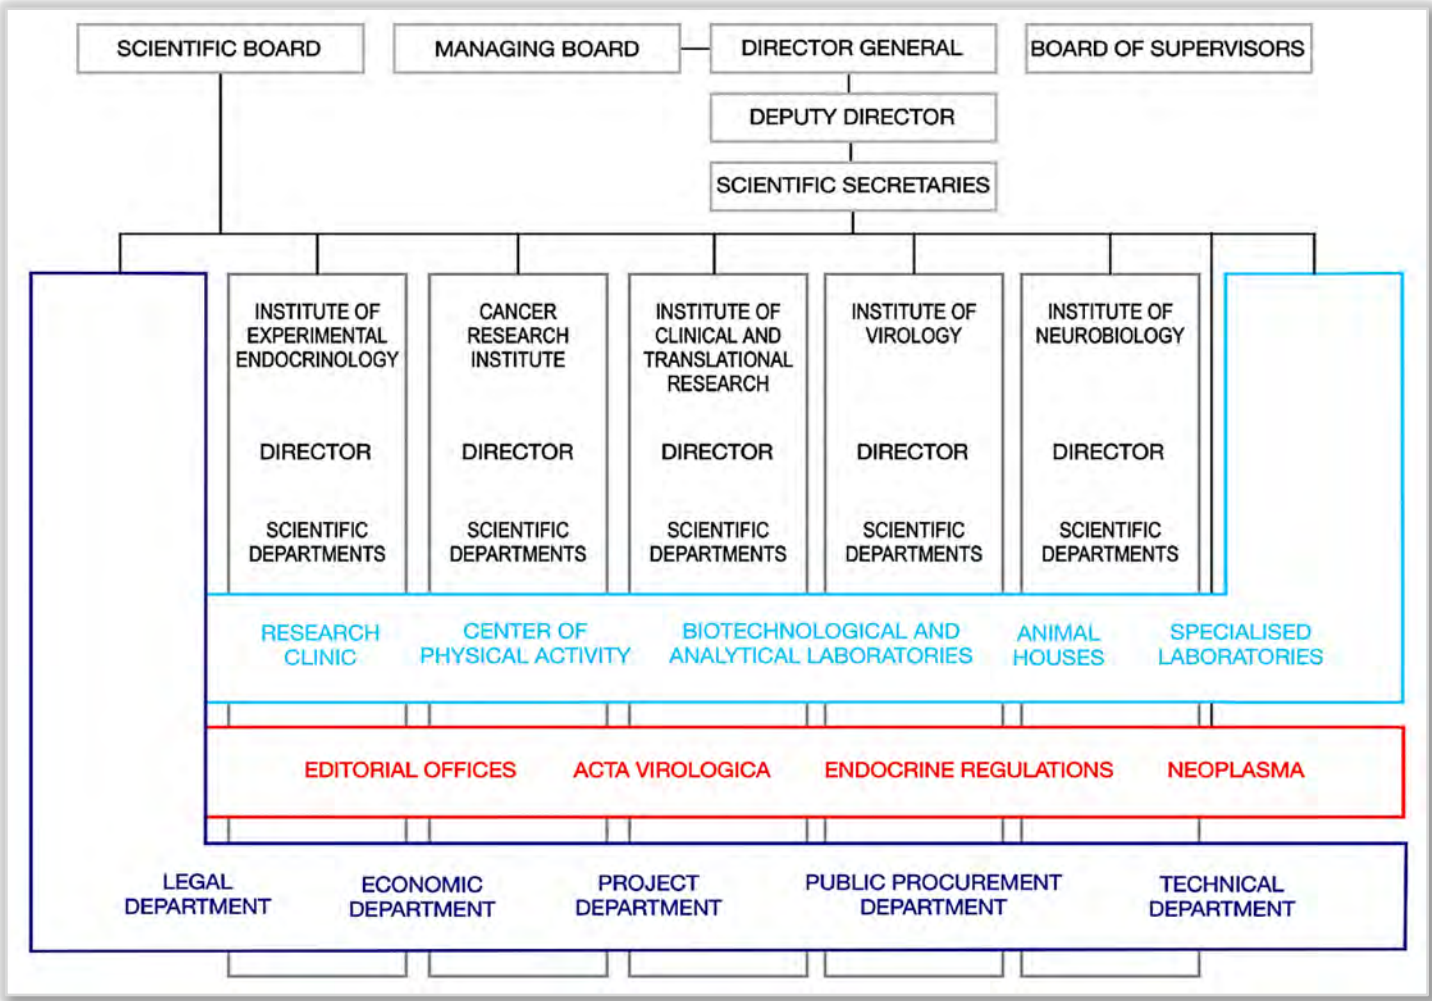 SCIENTIFIC BOARD
MANAGING BOARD
DIRECTOR GENERAL
BOARD OF SUPERVISORS
DEPUTY DIRECTOR
SCIENTIFIC SECRETARIES
INSTITUTE OF
EXPERIMENTAL
ENDOCRINOLOGY
DIRECTOR
SCIENTIFIC
DEPARTMENTS
CANCER
RESEARCH
INSTITUTE
DIRECTOR
SCIENTIFIC
DEPARTMENTS
INSTITUTE OF
CLINICAL AND
TRANSLATIONAL
RESEARCH
DIRECTOR
SCIENTIFIC
DEPARTMENTS
INSTITUTE OF
VIROLOGY
DIRECTOR
SCIENTIFIC
DEPARTMENTS
INSTITUTE OF
NEUROBIOLOGY
DIRECTOR
SCIENTIFIC
DEPARTMENTS
RESEARCH
CLINIC
CENTER OF
PHYSICAL ACTIVITY
BIOTECHNOLOGICAL AND
ANALYTICAL LABORATORIES
ANIMAL
HOUSES
SPECIALISED
LABORATORIES
EDITORIAL OFFICES
ACTA VIROLOGICA
ENDOCRINE REGULATIONS
NEOPLASMA
LEGAL
DEPARTMENT
ECONOMIC
DEPARTMENT
PROJECT
DEPARTMENT
PUBLIC PROCUREMENT
DEPARTMENT
TECHNICAL
DEPARTMENT